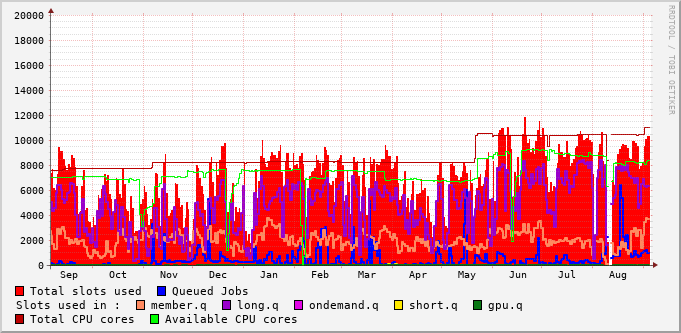 20000
18000
16000
14000
12000
10000
8000
6000
4000
2000
0
Sep Oct Nov Dec Jan Feb Mar Apr May Jun Jul Aug
Total slots used Queued Jobs
Slots used in : member.q long.q ondemand.q short.q gpu.q
Total CPU cores Available CPU cores
RRDTOOL / TOBI OETIKER